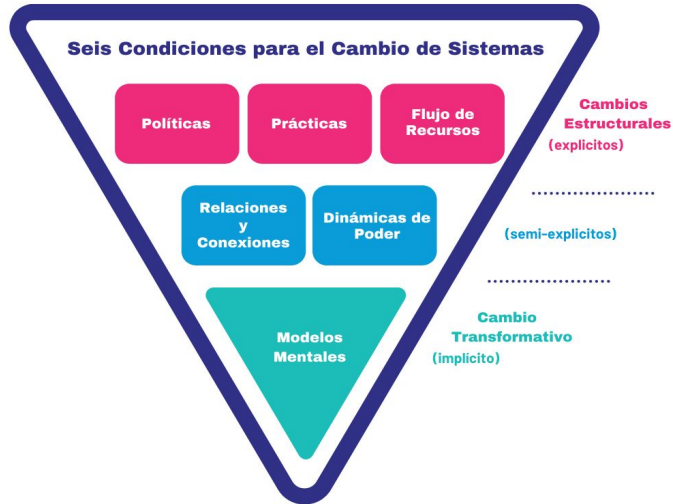 Seis Condiciones para el Cambio de Sistemas
Políticas
Prácticas
Flujo de
Recursos
Cambios
Estructurales
(explicitos)
Relaciones
y
Conexiones
Dinámicas de
Poder
(semi-explicitos)
Modelos
Mentales
Cambio
Transformativo
(implícito)